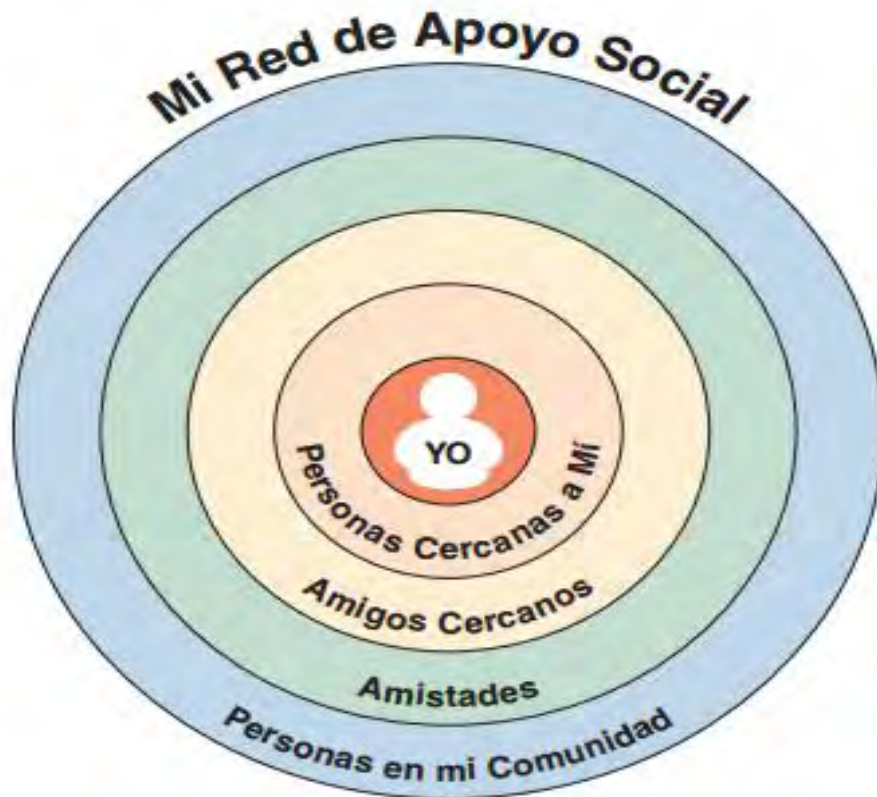 Mi Red de Apoyo Social
YO
Personas Cercanas a Mí
Amigos Cercanos
Amistades
Personas en mi Comunidad